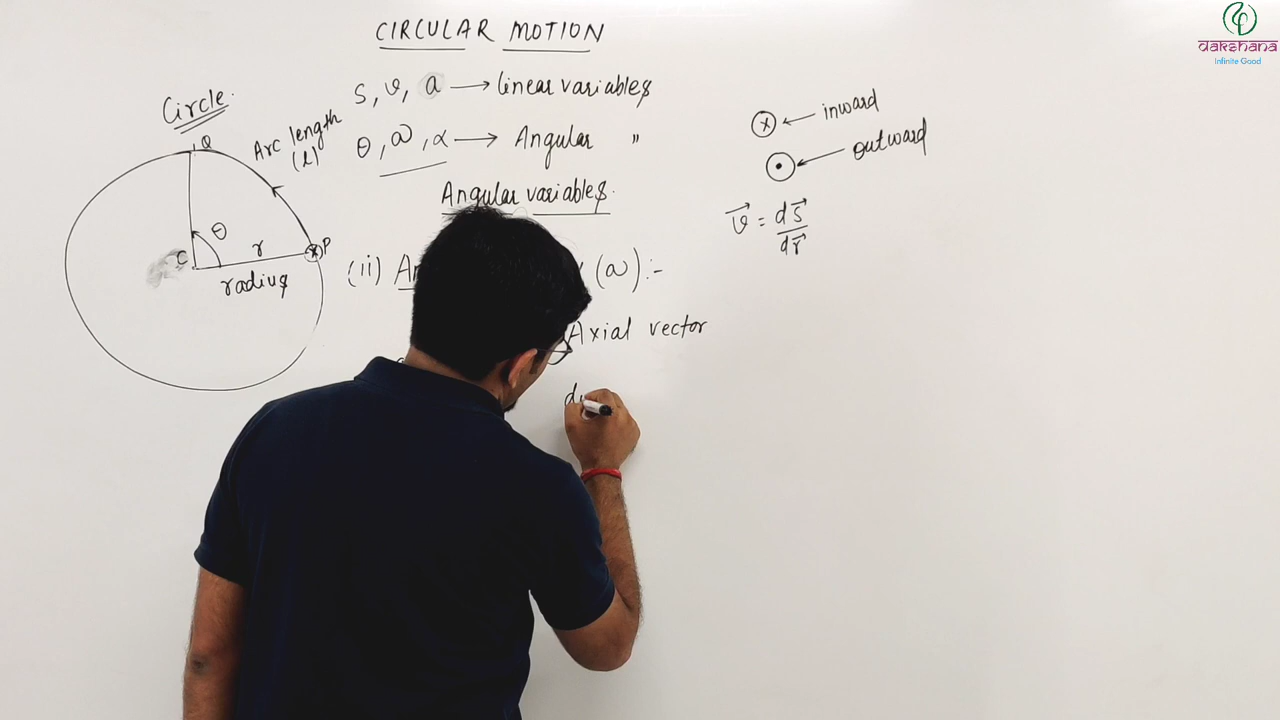 CIRCULAR MOTION
s, v, a → linear variables
θ, ω, α → Angular "
Angular variables.
(ii) (ω) :-
Axial vector
Circle.
Q
Arc length
(l)
θ
C
r
P
radius
ⓧ ← inward
⊙ ← outward
v⃗ = ds⃗
dr⃗
dakshana
Infinite Good